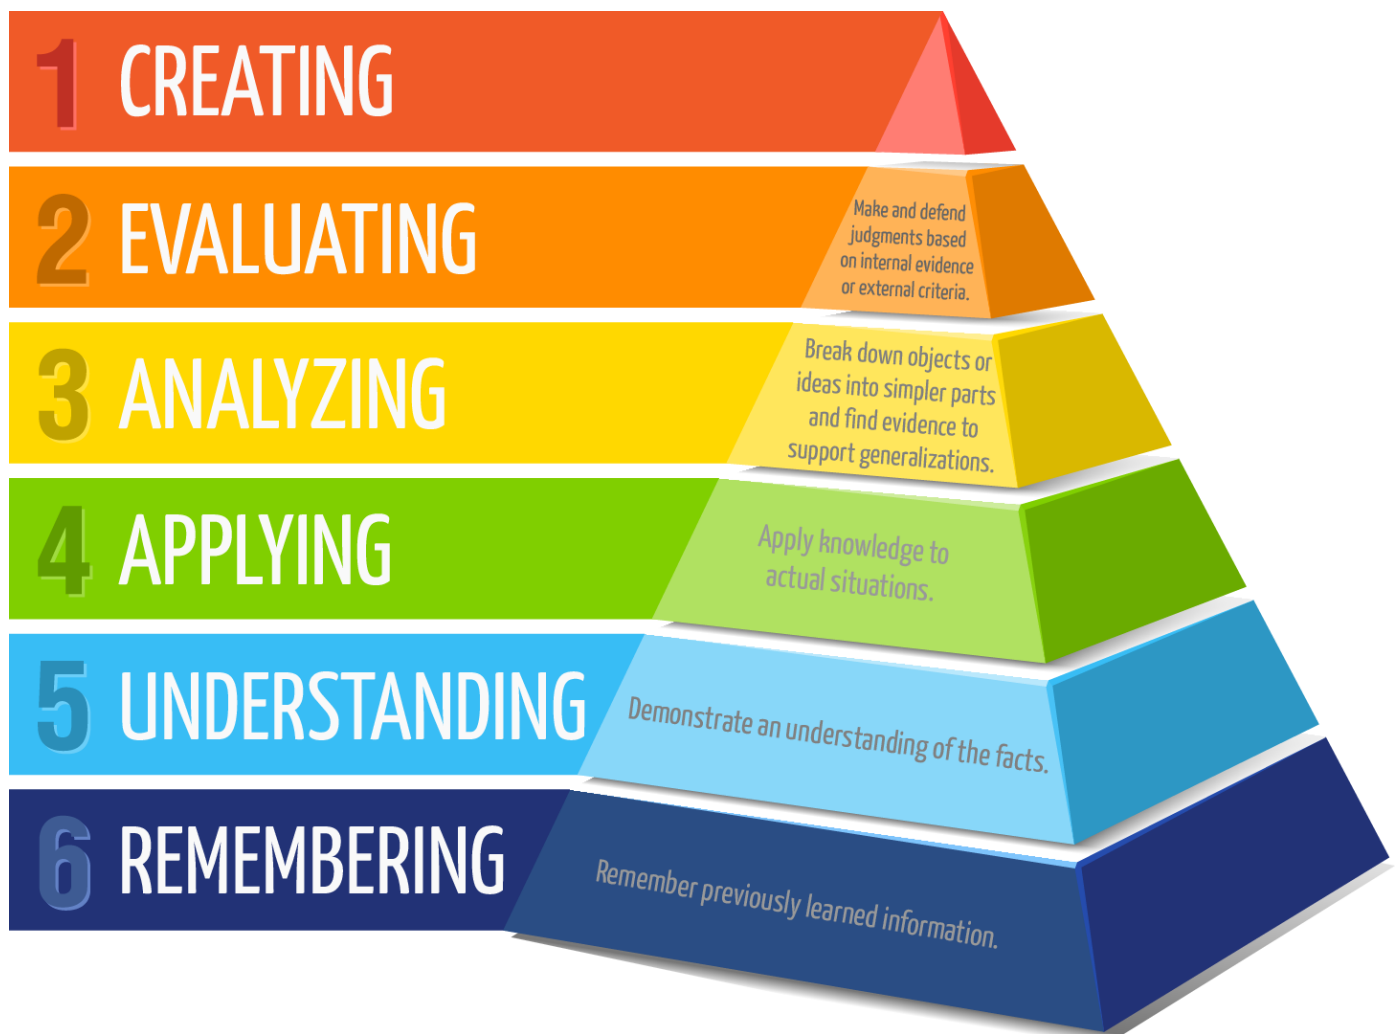 1 CREATING
2 EVALUATING
Make and defend
judgments based
on internal evidence
or external criteria.
3 ANALYZING
Break down objects or
ideas into simpler parts
and find evidence to
support generalizations.
4 APPLYING
Apply knowledge to
actual situations.
5 UNDERSTANDING
Demonstrate an understanding of the facts.
6 REMEMBERING
Remember previously learned information.